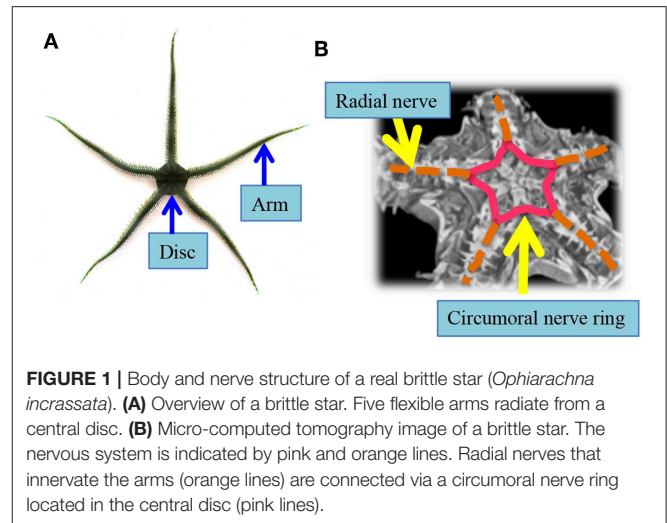 A
B
Radial nerve
Arm
Disc
Circumoral nerve ring
FIGURE 1 | Body and nerve structure of a real brittle star (Ophiarachna
incrassata). (A) Overview of a brittle star. Five flexible arms radiate from a
central disc. (B) Micro-computed tomography image of a brittle star. The
nervous system is indicated by pink and orange lines. Radial nerves that
innervate the arms (orange lines) are connected via a circumoral nerve ring
located in the central disc (pink lines).